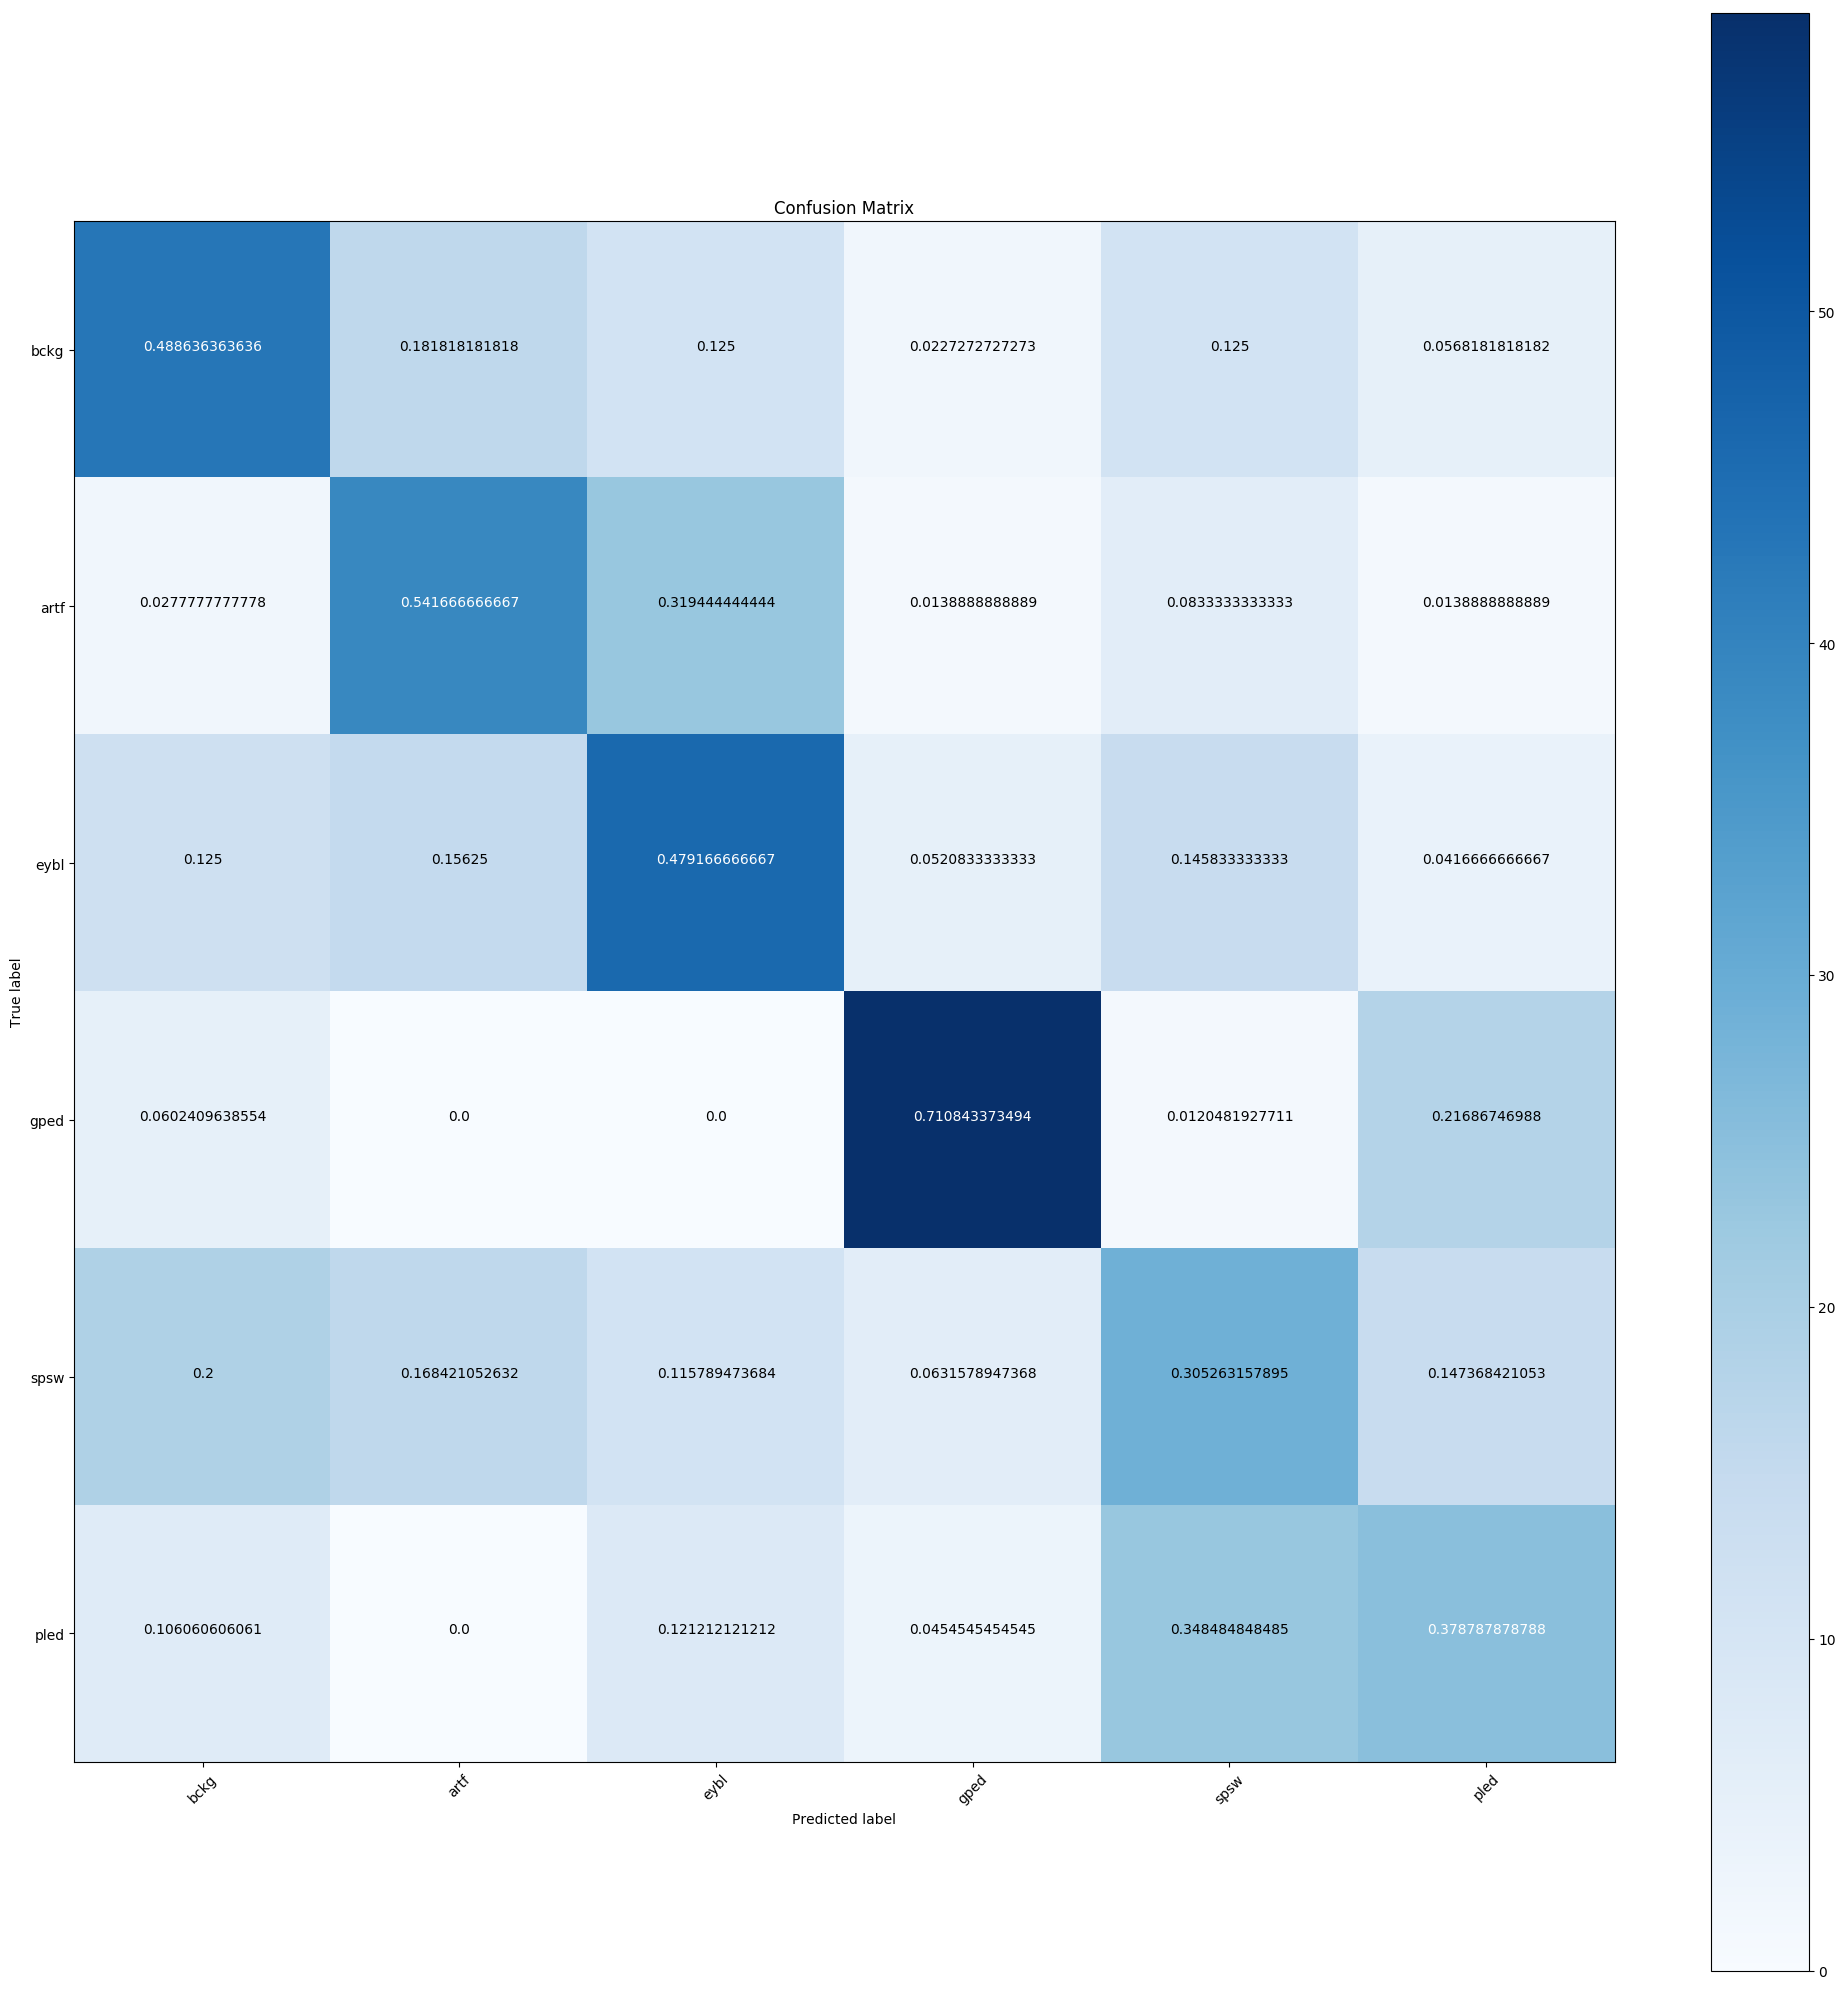 Confusion Matrix
bckg 0.488636363636 0.181818181818 0.125 0.0227272727273 0.125 0.0568181818182
artf 0.0277777777778 0.541666666667 0.319444444444 0.0138888888889 0.0833333333333 0.0138888888889
eybl 0.125 0.15625 0.479166666667 0.0520833333333 0.145833333333 0.0416666666667
gped 0.0602409638554 0.0 0.0 0.710843373494 0.0120481927711 0.21686746988
spsw 0.2 0.168421052632 0.115789473684 0.0631578947368 0.305263157895 0.147368421053
pled 0.106060606061 0.0 0.121212121212 0.0454545454545 0.348484848485 0.378787878788
bckg artf eybl gped spsw pled
Predicted label
True label
50
40
30
20
10
0